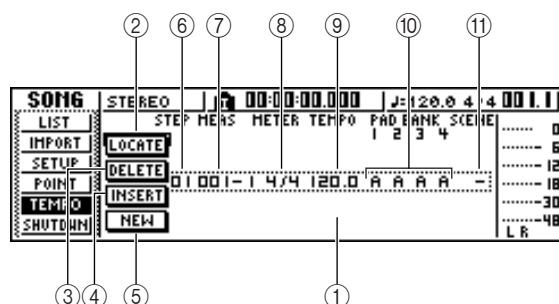 ② ⑥ ⑦ ⑧ ⑨ ⑩ ⑪
SONG STEREO 00:00:00.000 ♩=120.0 4/4 001.1
LIST STEP MEAS METER TEMPO PAD BANK SCENE
1 2 3 4 0
IMPORT LOCATE 6
SETUP DELETE 12
POINT 01 001-1 4/4 120.0 A A A A - 18
TEMPO INSERT 30
SHUTDWN NEW 48
L R
③ ④ ⑤ ①